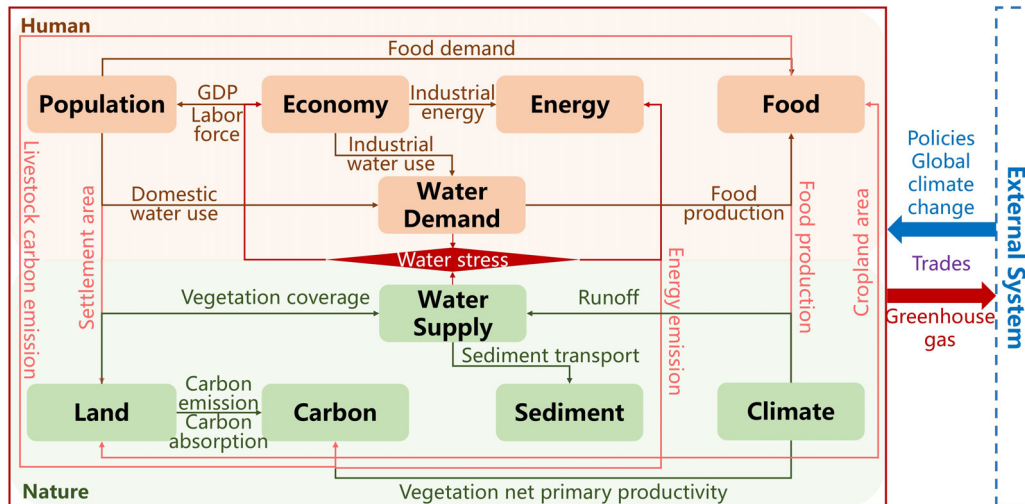 Human
Food demand
Population
GDP
Labor
force
Economy
Industrial
energy
Energy
Food
Industrial
water use
Domestic
water use
Water
Demand
Food
production
Livestock carbon emission
Settlement area
Energy emission
Food production
Cropland area
Water stress
Vegetation coverage
Water
Supply
Runoff
Sediment transport
Land
Carbon
emission
Carbon
absorption
Carbon
Sediment
Climate
Nature
Vegetation net primary productivity
Policies
Global
climate
change
Trades
Greenhouse
gas
External System